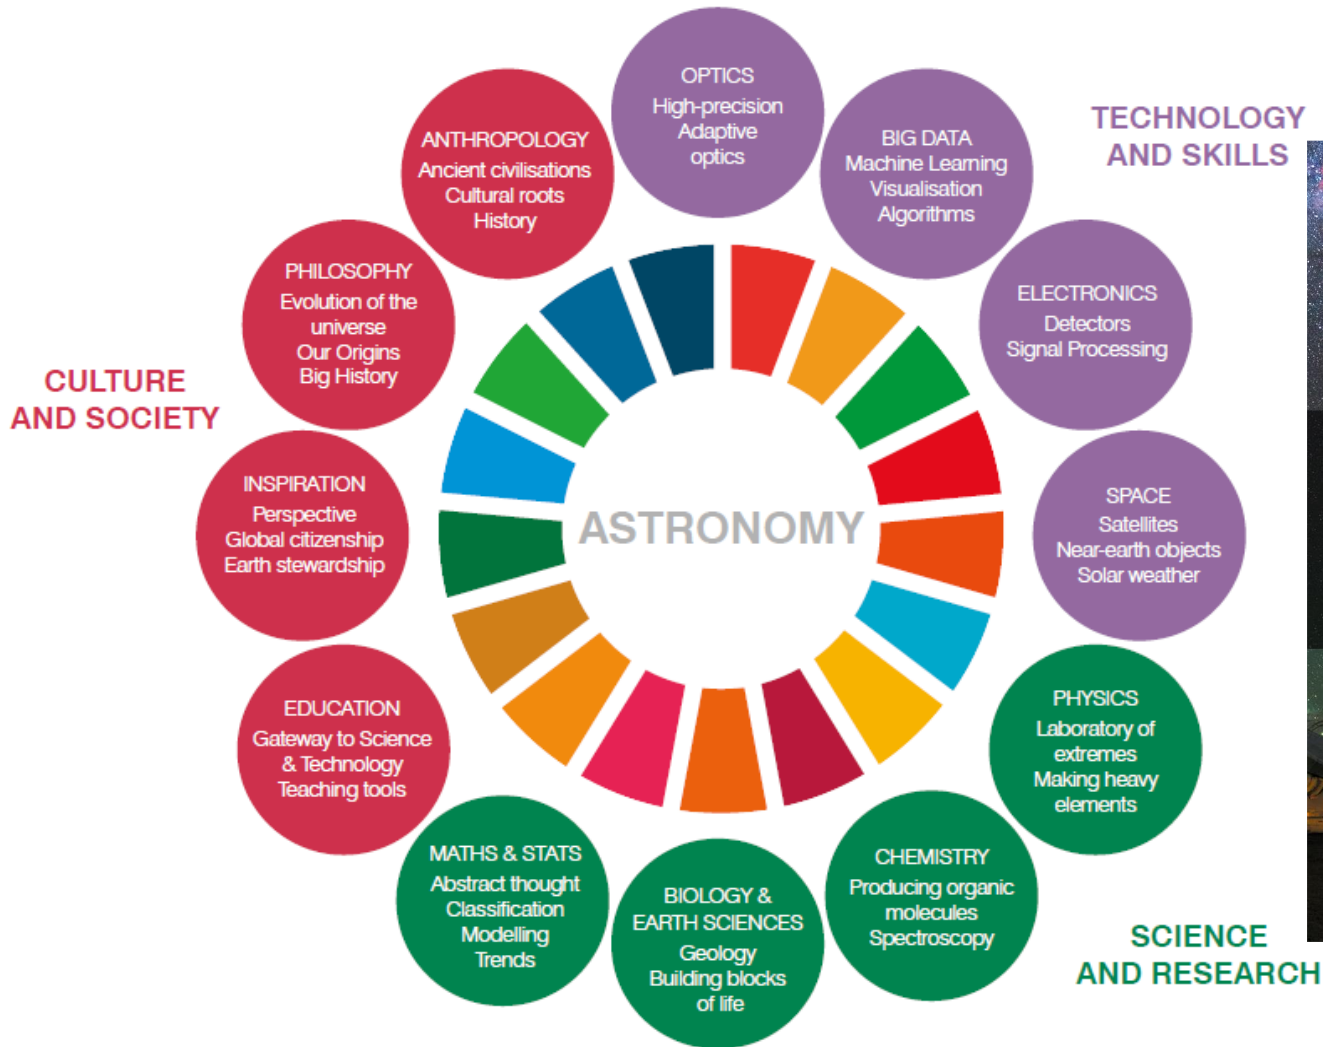 OPTICS
High-precision
Adaptive
optics
BIG DATA
Machine Learning
Visualisation
Algorithms
TECHNOLOGY
AND SKILLS
ELECTRONICS
Detectors
Signal Processing
SPACE
Satellites
Near-earth objects
Solar weather
PHYSICS
Laboratory of
extremes
Making heavy
elements
CHEMISTRY
Producing organic
molecules
Spectroscopy
SCIENCE
AND RESEARCH
BIOLOGY &
EARTH SCIENCES
Geology
Building blocks
of life
MATHS & STATS
Abstract thought
Classification
Modelling
Trends
EDUCATION
Gateway to Science
& Technology
Teaching tools
INSPIRATION
Perspective
Global citizenship
Earth stewardship
CULTURE
AND SOCIETY
PHILOSOPHY
Evolution of the
universe
Our Origins
Big History
ANTHROPOLOGY
Ancient civilisations
Cultural roots
History
ASTRONOMY